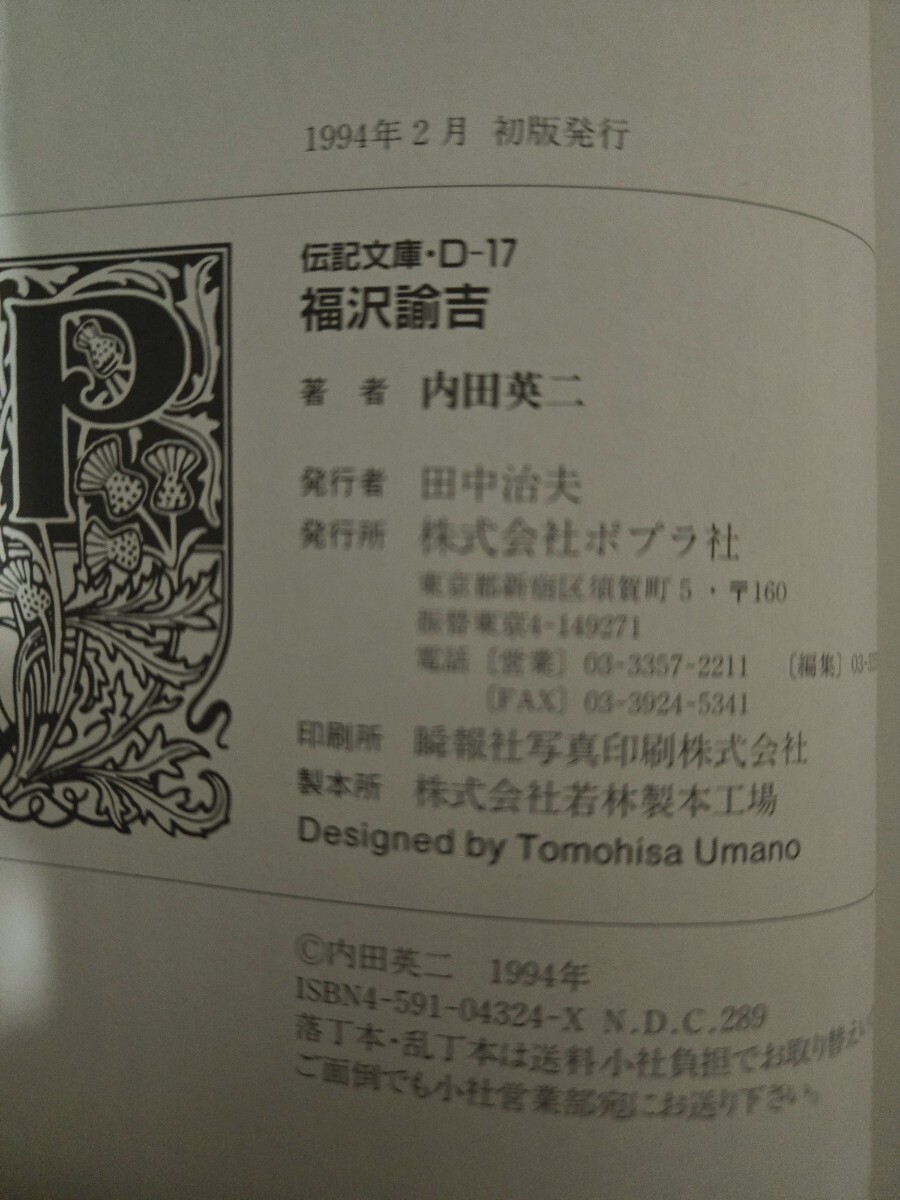 1994年2月 初版発行
伝記文庫・D-17
福沢諭吉
著 者 内田英二
発行者 田中治夫
発行所 株式会社ポプラ社
東京都新宿区須賀町5・〒160
振替東京4-149271
電話〔営業〕03-3357-2211 〔編集〕03-
〔FAX〕03-3924-5341
印刷所 瞬報社写真印刷株式会社
製本所 株式会社若林製本工場
Designed by Tomohisa Umano
©内田英二 1994年
ISBN4-591-04324-X N.D.C.289
落丁本・乱丁本は送料小社負担でお取り替えい
ご面倒でも小社営業部宛にお送り下さい。
P